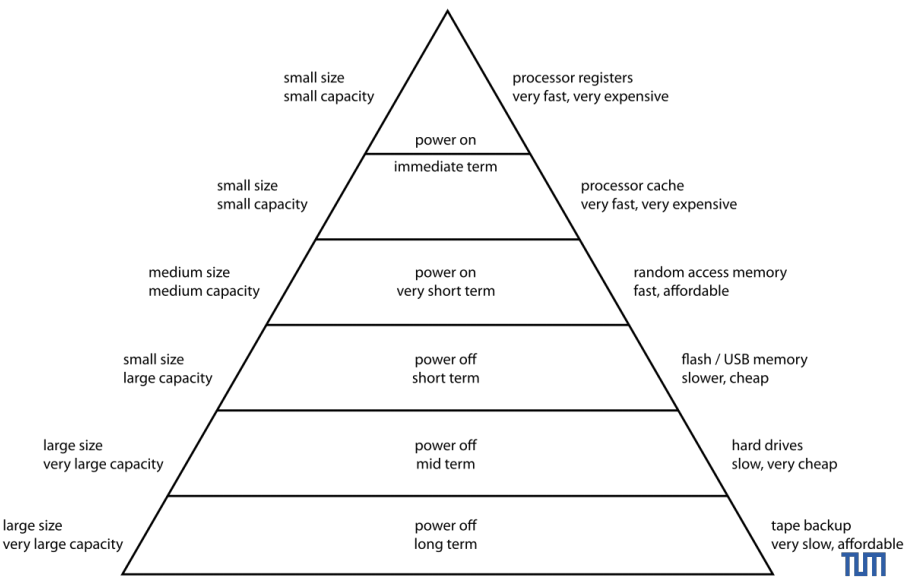 small size
small capacity
processor registers
very fast, very expensive
power on
immediate term
small size
small capacity
processor cache
very fast, very expensive
medium size
medium capacity
power on
very short term
random access memory
fast, affordable
small size
large capacity
power off
short term
flash / USB memory
slower, cheap
large size
very large capacity
power off
mid term
hard drives
slow, very cheap
large size
very large capacity
power off
long term
tape backup
very slow, affordable
TUM